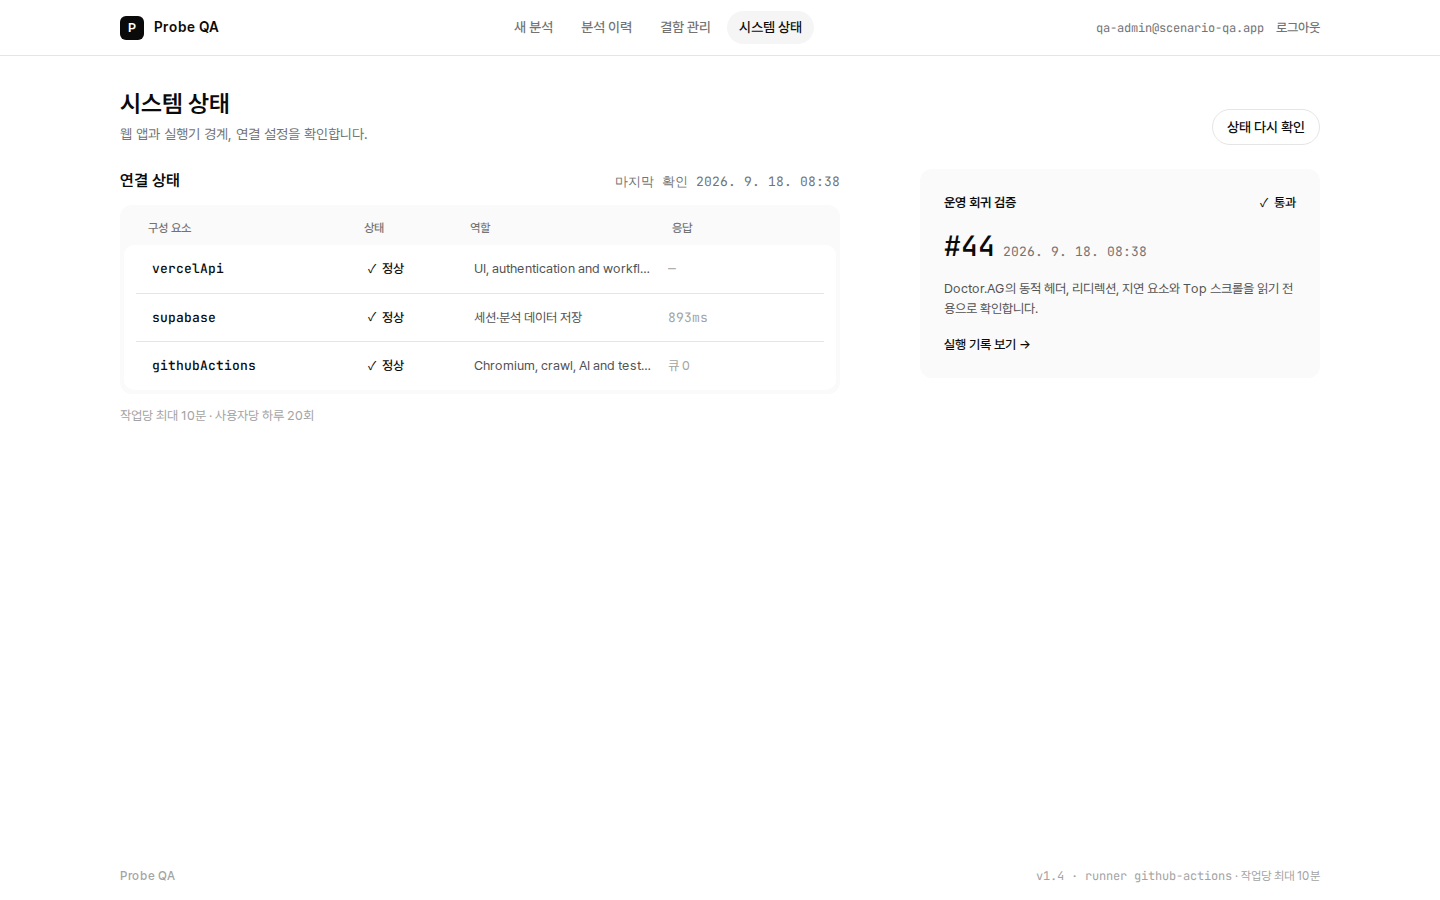 P Probe QA 새 분석 분석 이력 결함 관리 시스템 상태 qa-admin@scenario-qa.app 로그아웃
시스템 상태
웹 앱과 실행기 경계, 연결 설정을 확인합니다.
상태 다시 확인
연결 상태 마지막 확인 2026. 9. 18. 08:38
구성 요소 상태 역할 응답
vercelApi ✓ 정상 UI, authentication and workfl... —
supabase ✓ 정상 세션·분석 데이터 저장 893ms
githubActions ✓ 정상 Chromium, crawl, AI and test... 큐 0
작업당 최대 10분 · 사용자당 하루 20회
운영 회귀 검증 ✓ 통과
#44 2026. 9. 18. 08:38
Doctor.AG의 동적 헤더, 리디렉션, 지연 요소와 Top 스크롤을 읽기 전
용으로 확인합니다.
실행 기록 보기 →
Probe QA v1.4 · runner github-actions · 작업당 최대 10분